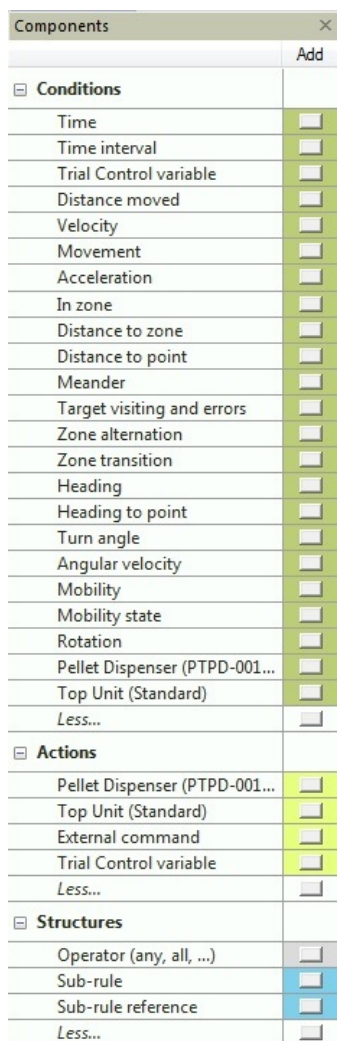 Components
Add
Conditions
Time
Time interval
Trial Control variable
Distance moved
Velocity
Movement
Acceleration
In zone
Distance to zone
Distance to point
Meander
Target visiting and errors
Zone alternation
Zone transition
Heading
Heading to point
Turn angle
Angular velocity
Mobility
Mobility state
Rotation
Pellet Dispenser (PTPD-001...
Top Unit (Standard)
Less...
Actions
Pellet Dispenser (PTPD-001...
Top Unit (Standard)
External command
Trial Control variable
Less...
Structures
Operator (any, all, ...)
Sub-rule
Sub-rule reference
Less...